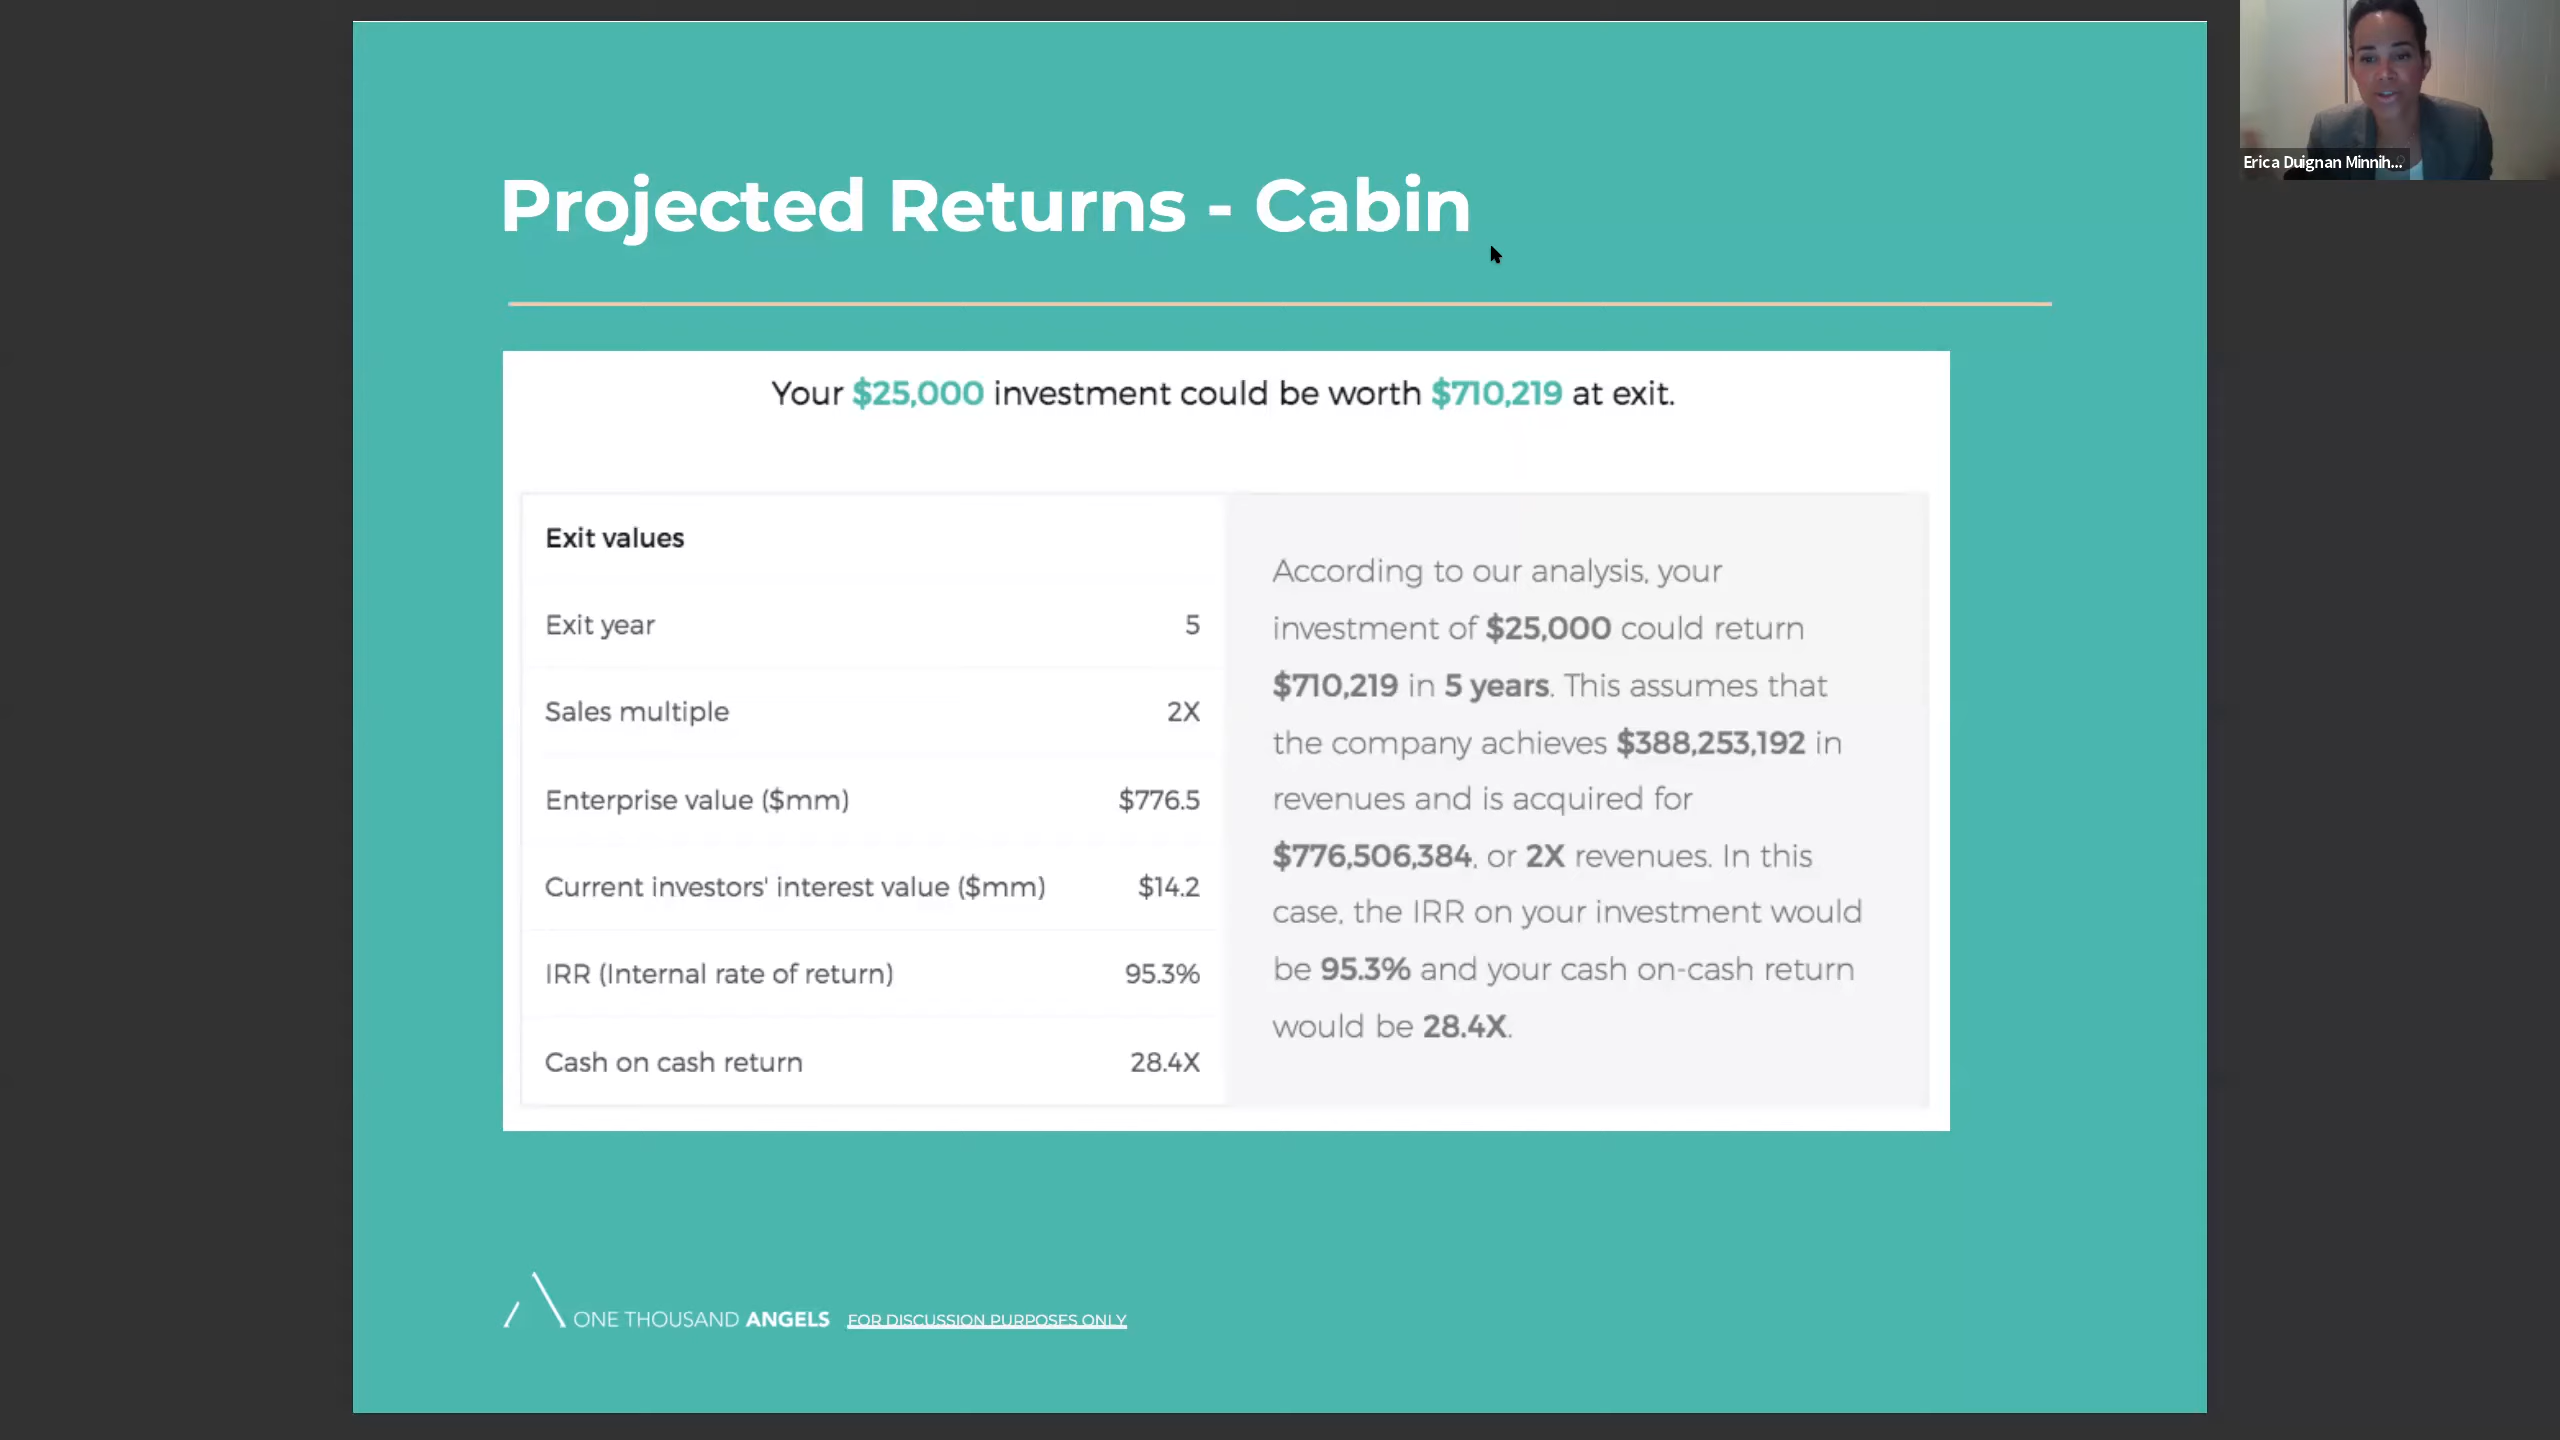 Erica Duignan Minnih...
Projected Returns - Cabin
Your $25,000 investment could be worth $710,219 at exit.
Exit values
Exit year 5
Sales multiple 2X
Enterprise value ($mm) $776.5
Current investors' interest value ($mm) $14.2
IRR (Internal rate of return) 95.3%
Cash on cash return 28.4X
According to our analysis, your
investment of $25,000 could return
$710,219 in 5 years. This assumes that
the company achieves $388,253,192 in
revenues and is acquired for
$776,506,384, or 2X revenues. In this
case, the IRR on your investment would
be 95.3% and your cash on-cash return
would be 28.4X.
ONE THOUSAND ANGELS FOR DISCUSSION PURPOSES ONLY